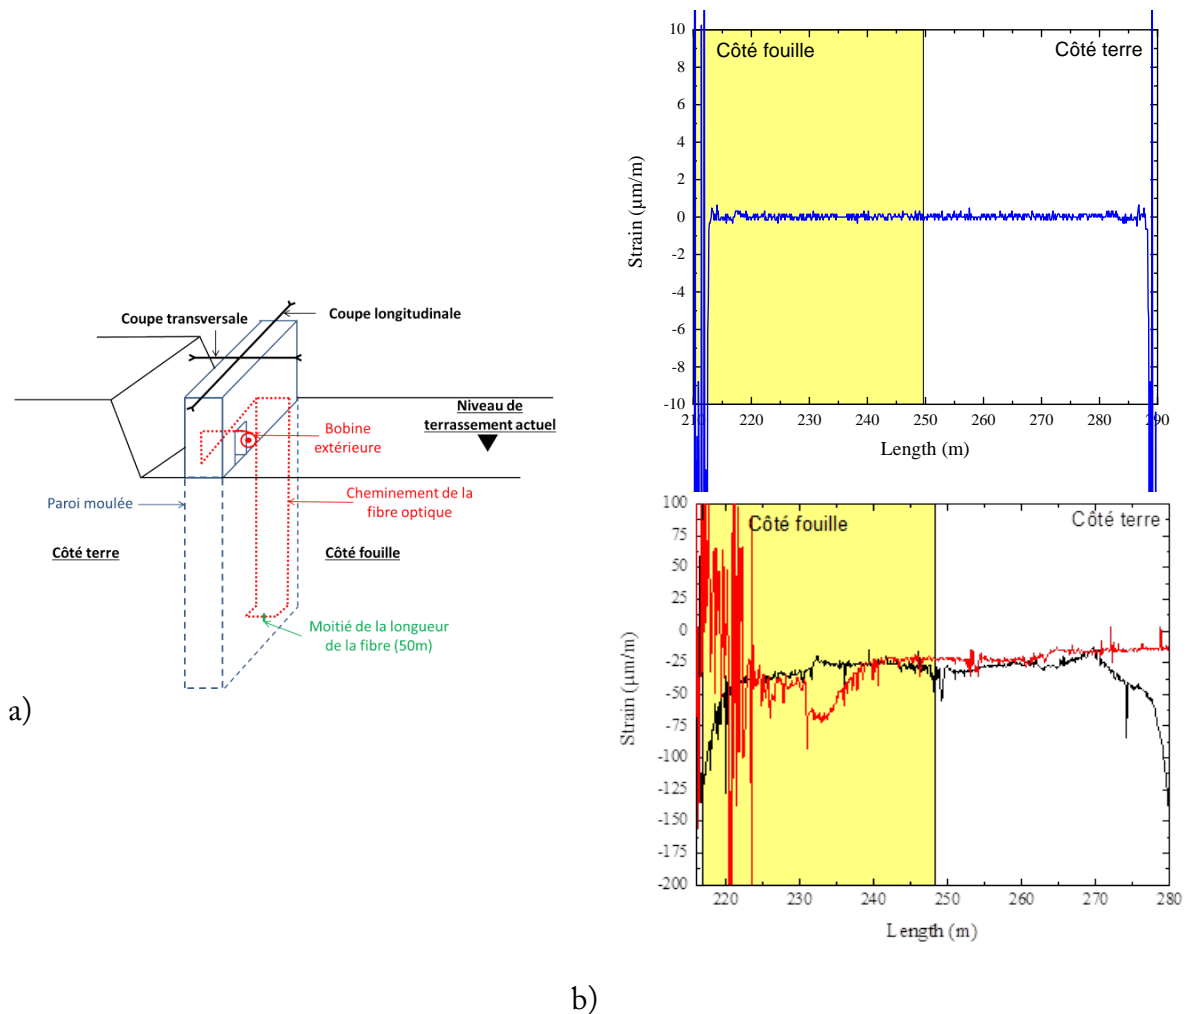 Coupe transversale
Coupe longitudinale
Niveau de
terrassement actuel
Bobine
extérieure
Paroi moulée
Cheminement de la
fibre optique
Côté terre
Côté fouille
Moitié de la longueur
de la fibre (50m)
a)
Côté fouille
Côté terre
10
8
6
4
2
0
-2
-4
-6
-8
-10
Strain (µm/m)
210 220 230 240 250 260 270 280 290
Length (m)
Côté fouille
Côté terre
100
75
50
25
0
-25
-50
-75
-100
-125
-150
-175
-200
Strain (µm/m)
220 230 240 250 260 270 280
Length (m)
b)